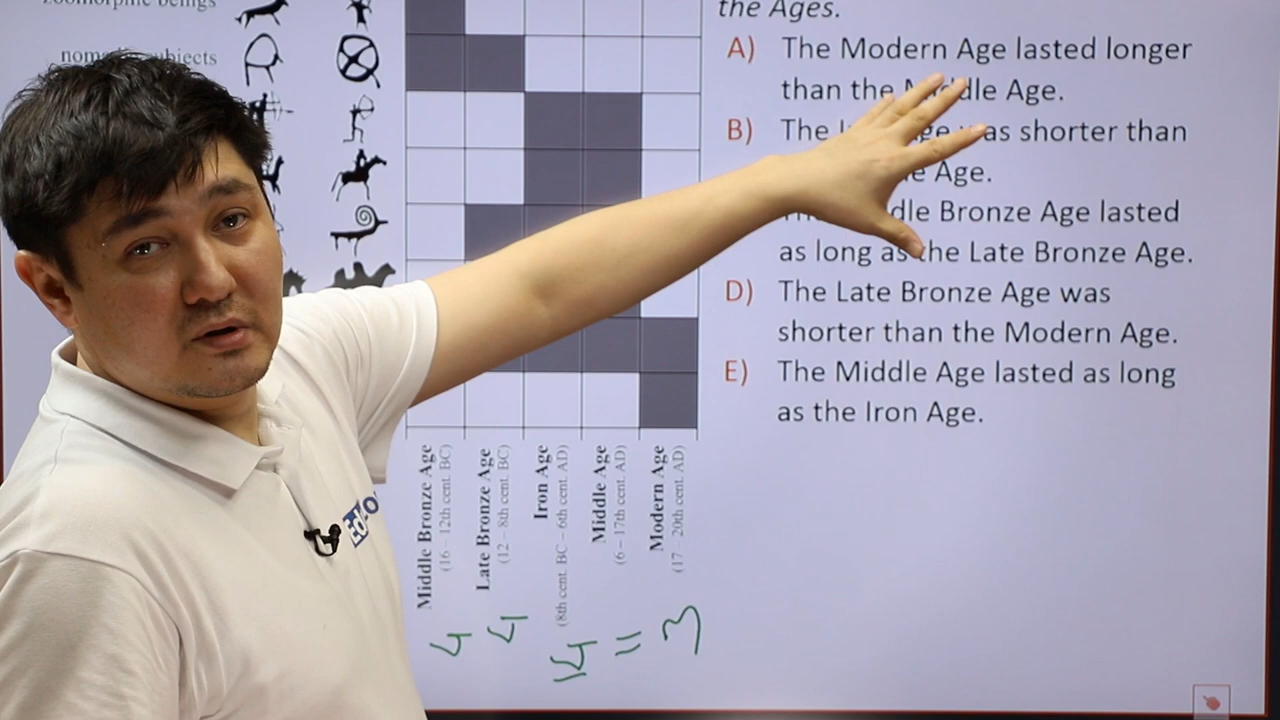 zoomorphic beings
the Ages.
A) The Modern Age lasted longer
than the Middle Age.
B) The was shorter than
Age.
Middle Bronze Age lasted
as long as the Late Bronze Age.
D) The Late Bronze Age was
shorter than the Modern Age.
E) The Middle Age lasted as long
as the Iron Age.
Middle Bronze Age
(16 – 12th cent. BC)
Late Bronze Age
(12 – 8th cent. BC)
Iron Age
(8th cent. BC – 6th cent. AD)
Middle Age
(6 – 17th cent. AD)
Modern Age
(17 – 20th cent. AD)
4 4 14 11 3